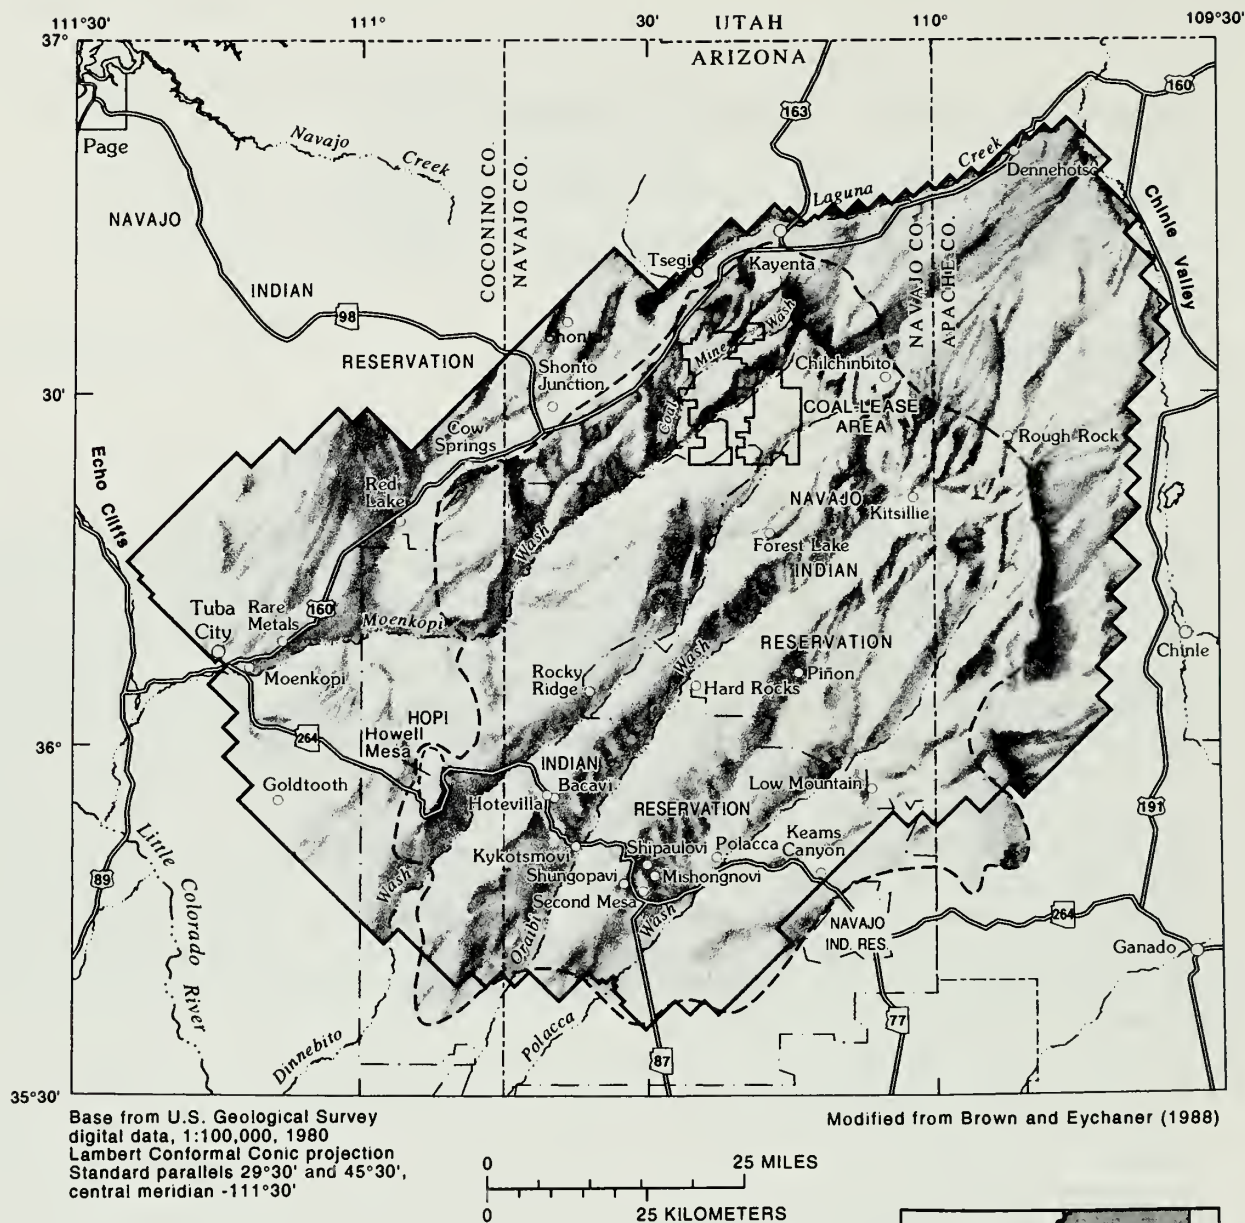 111°30'
111°
30'
UTAH
110°
109°30'
37°
ARIZONA
160
163
Page
Navajo
Creek
COCONINO CO.
NAVAJO CO.
Creek
Dennehotso
Laguna
Chinle Valley
NAVAJO
Tsegi
Kayenta
NAVAJO CO.
APACHE CO.
INDIAN
98
Shonto
Mine
Wash
RESERVATION
Shonto
Junction
Chilchinbito
30'
Coal
COAL LEASE
AREA
Cow
Springs
Rough Rock
Echo Cliffs
Red
Lake
NAVAJO
Kitsillie
Wash
Forest Lake
INDIAN
Tuba
City
Rare
Metals
160
Moenkopi
RESERVATION
Chinle
Moenkopi
Rocky
Ridge
Wash
Hard Rocks
Piñon
HOPI
Howell
Mesa
264
36°
INDIAN
Goldtooth
Bacavi
Hotevilla
Low Mountain
RESERVATION
191
Little
Colorado
River
Kykotsmovi
Shipaulovi
Polacca
Keams
Canyon
89
Wash
Shungopavi
Mishongnovi
Second Mesa
Oraibi
Wash
NAVAJO
IND. RES.
264
Ganado
77
Dinnebito
Polacca
87
35°30'
Base from U.S. Geological Survey
digital data, 1:100,000, 1980
Lambert Conformal Conic projection
Standard parallels 29°30' and 45°30',
central meridian -111°30'
Modified from Brown and Eychaner (1988)
0
25 MILES
0
25 KILOMETERS